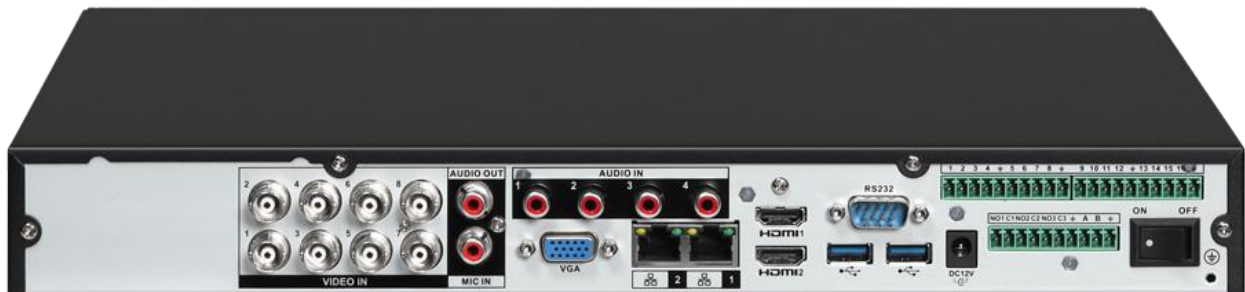 2 4 6 8
1 3 5 7
VIDEO IN
AUDIO OUT
MIC IN
AUDIO IN
1 2 3 4
VGA
2 1
HDMI1
HDMI2
RS232
DC12V
1 2 3 4 5 6 7 8 9 10 11 12 13 14 15
NO1 C1 NO2 C2 NO3 C3 A B
ON OFF